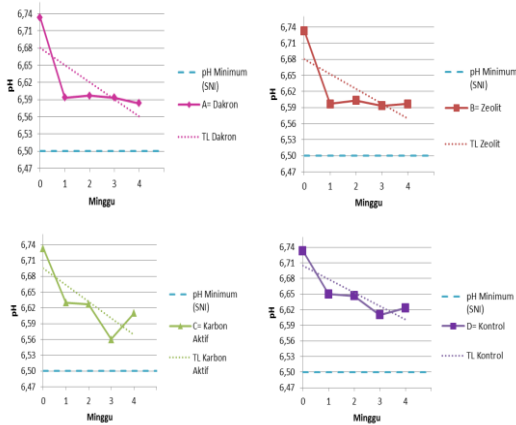 6,74
6,71
6,68
6,65
6,62
6,59
6,56
6,53
6,50
6,47
pH
0 1 2 3 4
Minggu
pH Minimum
(SNI)
A= Dakron
TL Dakron
6,74
6,71
6,68
6,65
6,62
6,59
6,56
6,53
6,50
6,47
pH
0 1 2 3 4
Minggu
pH Minimum
(SNI)
B= Zeolit
TL Zeolit
6,74
6,71
6,68
6,65
6,62
6,59
6,56
6,53
6,50
6,47
pH
0 1 2 3 4
Minggu
pH Minimum
(SNI)
C= Karbon
Aktif
TL Karbon
Aktif
6,74
6,71
6,68
6,65
6,62
6,59
6,56
6,53
6,50
6,47
pH
0 1 2 3 4
Minggu
pH Minimum
(SNI)
D= Kontrol
TL Kontrol